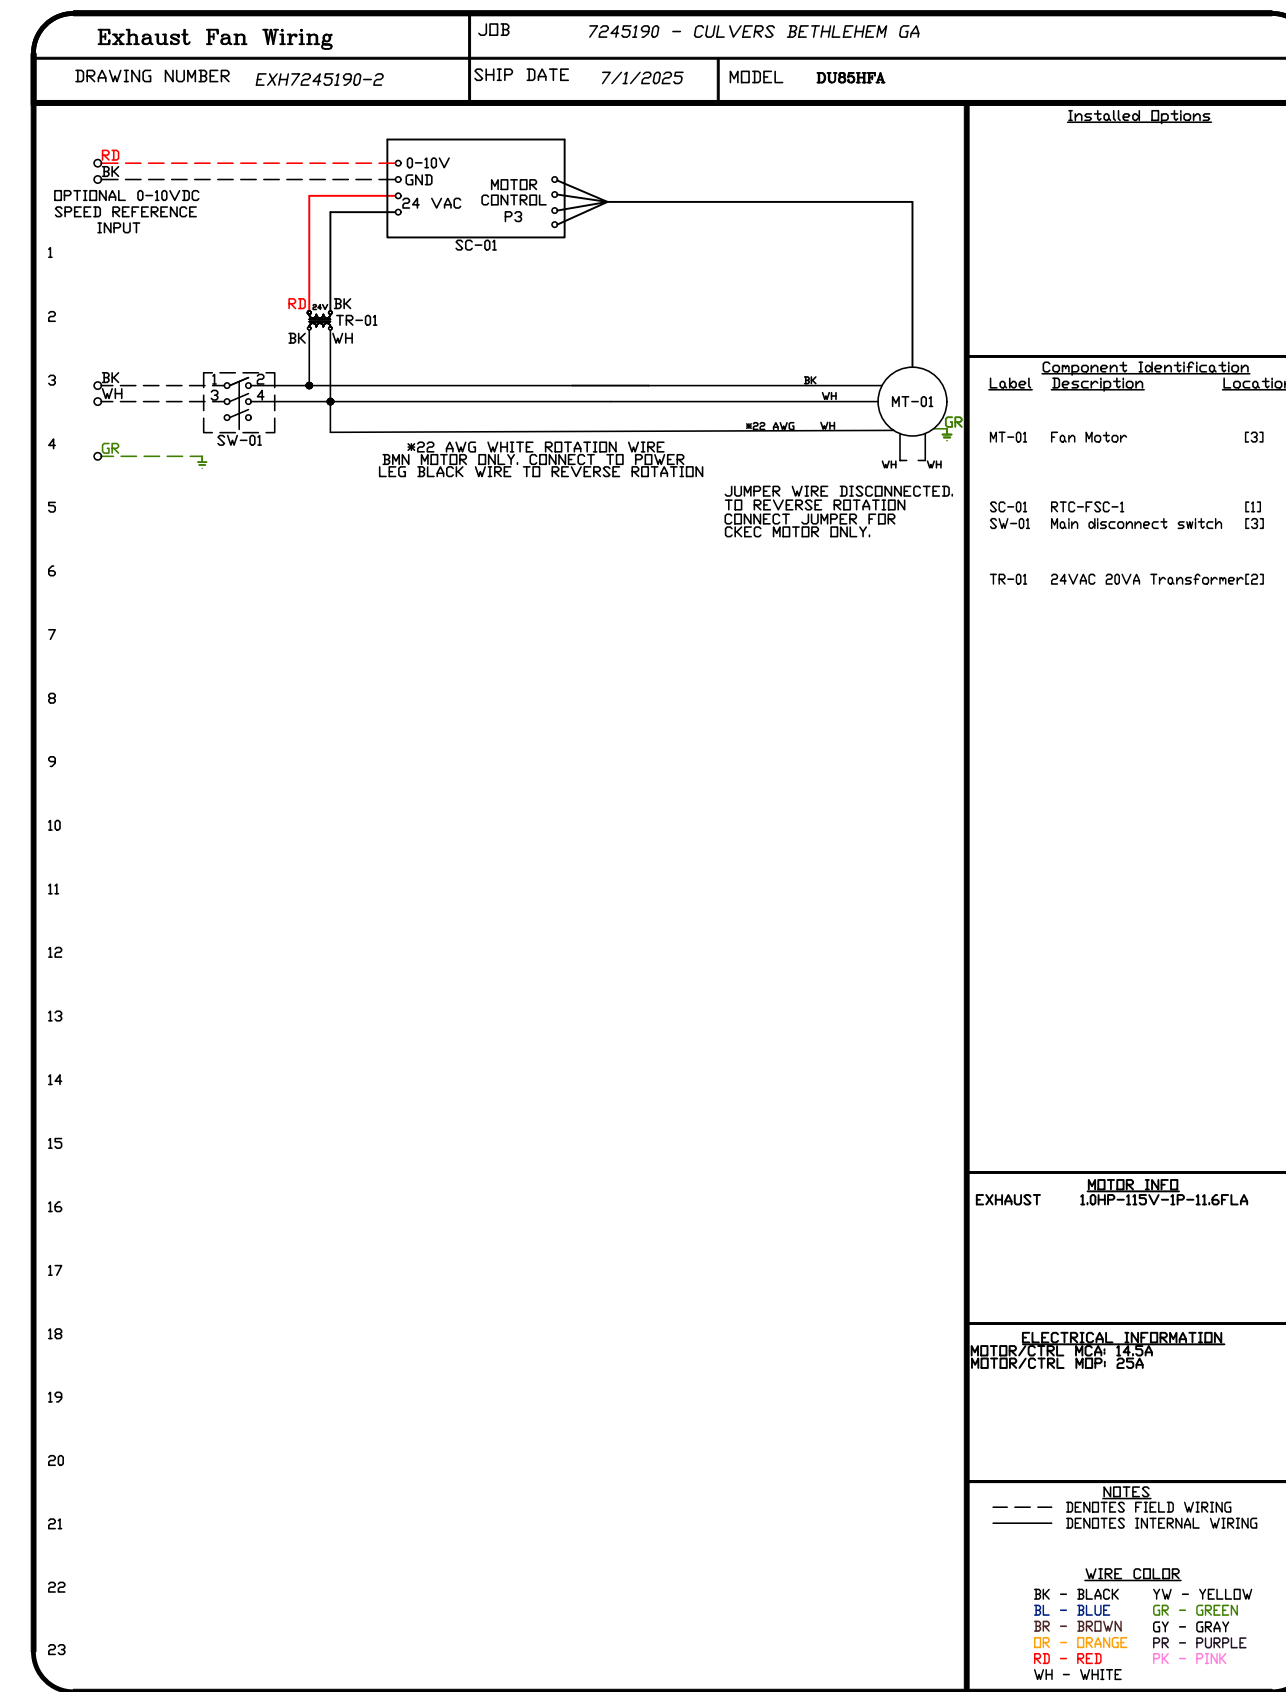 Exhaust Fan Wiring
JOB 7245190 - CULVERS BETHLEHEM GA
DRAWING NUMBER EXH7245190-2
SHIP DATE 7/1/2025
MODEL DU85HFA
RD
BK
OPTIONAL 0-10VDC
SPEED REFERENCE
INPUT
0-10V
GND
24 VAC
MOTOR
CONTROL
P3
SC-01
RD 24V BK
TR-01
BK WH
BK
WH
1 2
3 4
SW-01
GR
BK
WH
MT-01
GR
*22 AWG WH
WH WH
*22 AWG WHITE ROTATION WIRE
BMN MOTOR ONLY. CONNECT TO POWER
LEG BLACK WIRE TO REVERSE ROTATION
JUMPER WIRE DISCONNECTED.
TO REVERSE ROTATION
CONNECT JUMPER FOR
CKEC MOTOR ONLY.
1
2
3
4
5
6
7
8
9
10
11
12
13
14
15
16
17
18
19
20
21
22
23
Installed Options
Component Identification
Label Description Location
MT-01 Fan Motor [3]
SC-01 RTC-FSC-1 [1]
SW-01 Main disconnect switch [3]
TR-01 24VAC 20VA Transformer[2]
MOTOR INFO
EXHAUST 1.0HP-115V-1P-11.6FLA
ELECTRICAL INFORMATION
MOTOR/CTRL MCA: 14.5A
MOTOR/CTRL MOP: 25A
NOTES
DENOTES FIELD WIRING
DENOTES INTERNAL WIRING
WIRE COLOR
BK - BLACK YW - YELLOW
BL - BLUE GR - GREEN
BR - BROWN GY - GRAY
OR - ORANGE PR - PURPLE
RD - RED PK - PINK
WH - WHITE